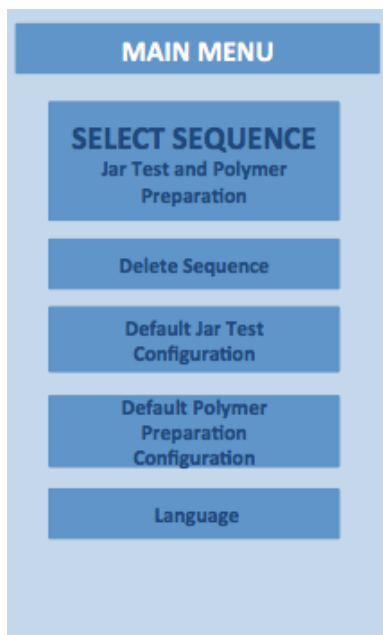 MAIN MENU
SELECT SEQUENCE
Jar Test and Polymer
Preparation
Delete Sequence
Default Jar Test
Configuration
Default Polymer
Preparation
Configuration
Language